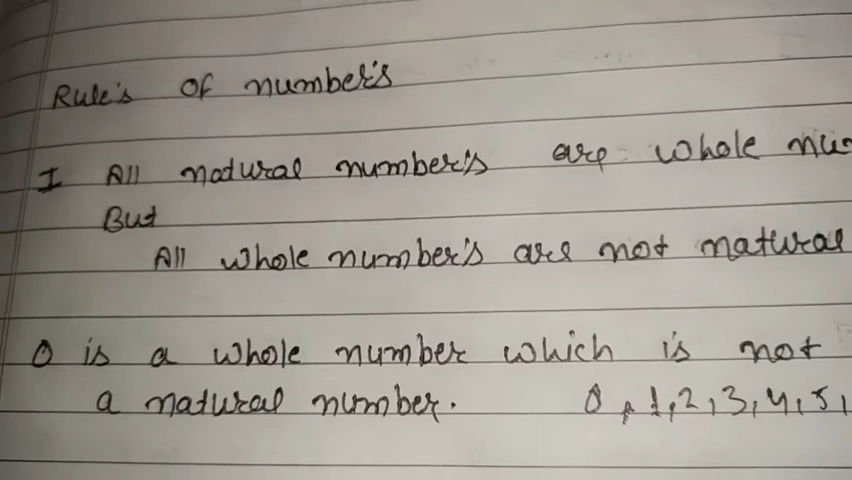 Rule's of number's
I All natural number's are whole nu
But
All whole number's are not natural
0 is a whole number which is not
a natural number. 0, 1, 2, 3, 4, 5,